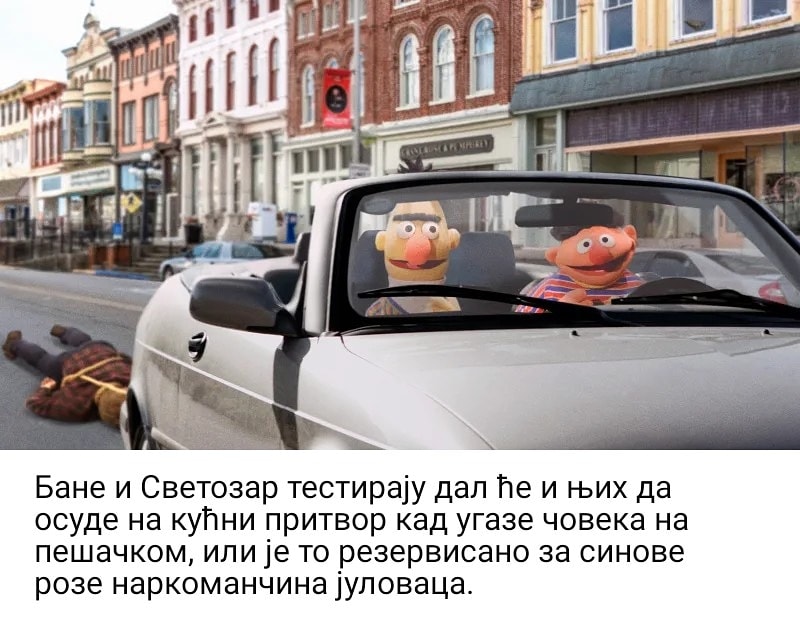 Бане и Светозар тестирају дал ће и њих да
осуде на кућни притвор кад угазе човека на
пешачком, или је то резервисано за синове
розе наркоманчина јуловаца.